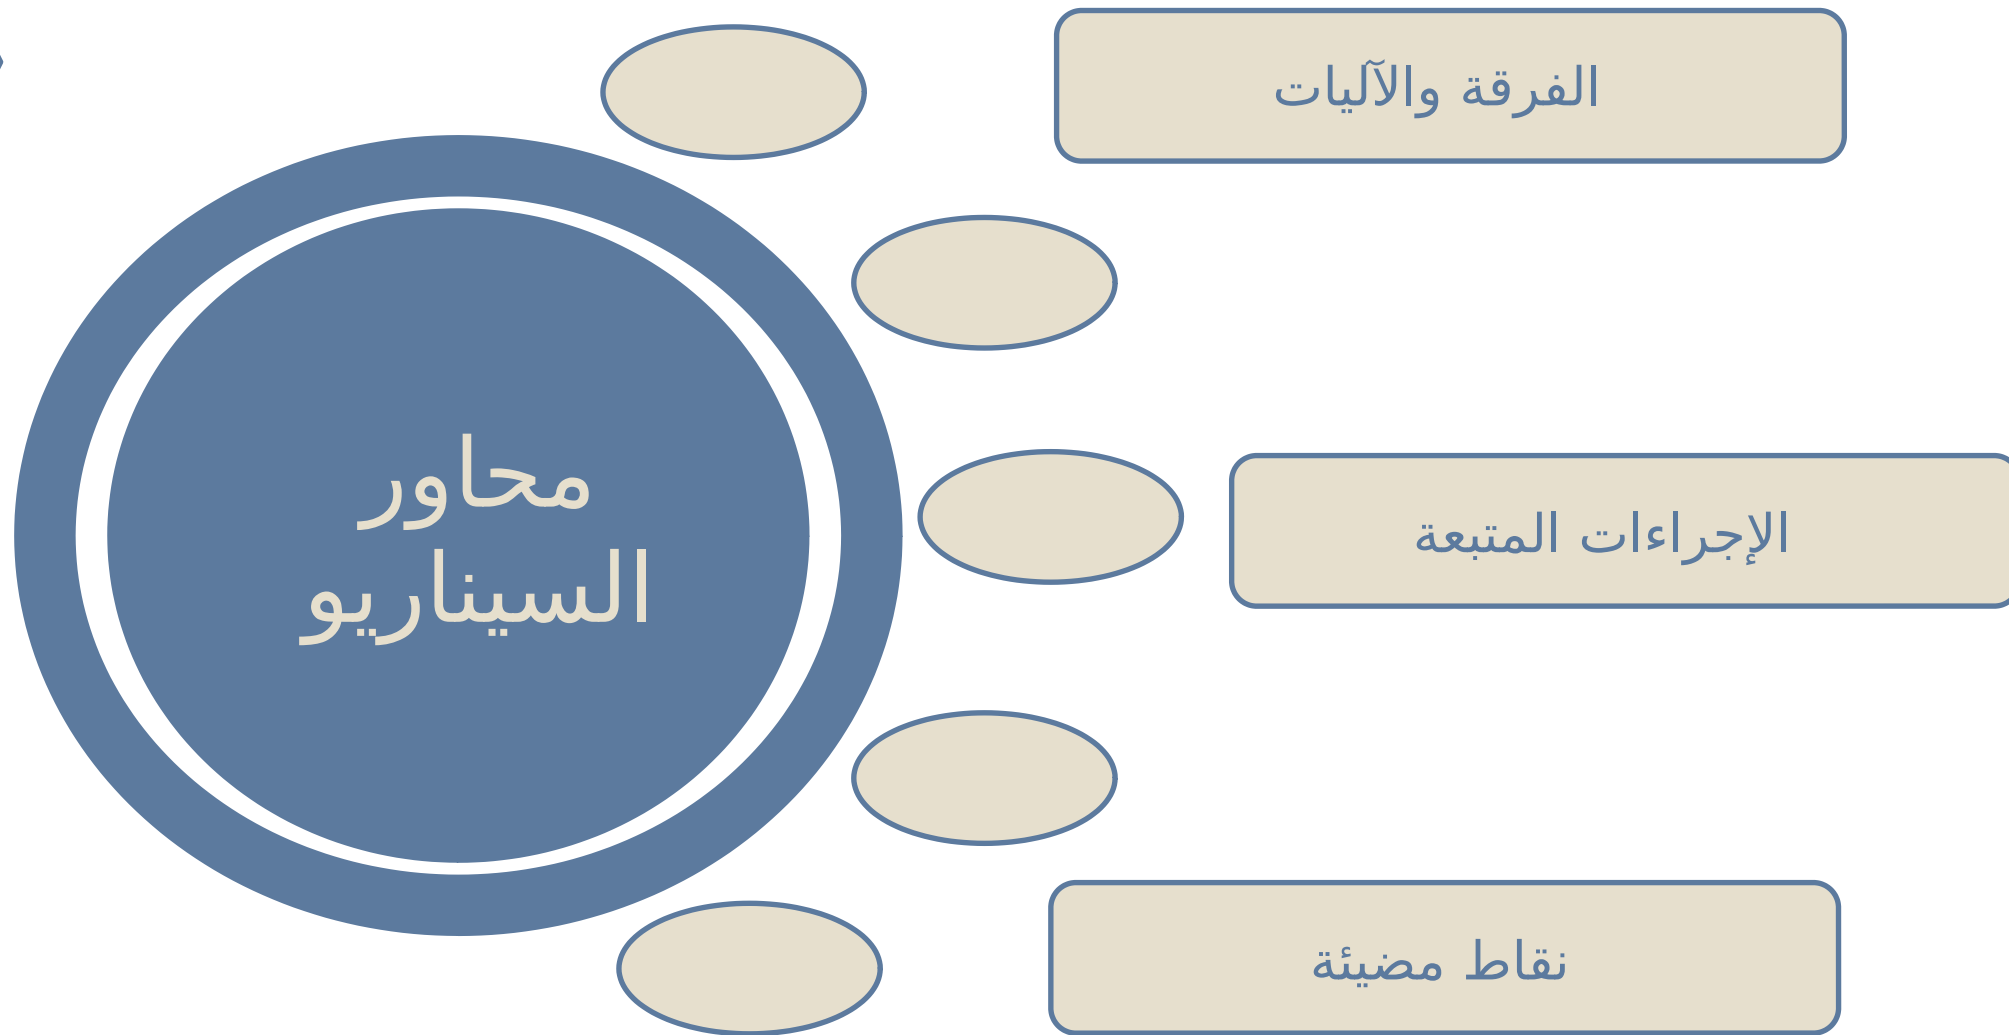 الفرقة والآليات
محاور
السيناريو
الإجراءات المتبعة
نقاط مضيئة